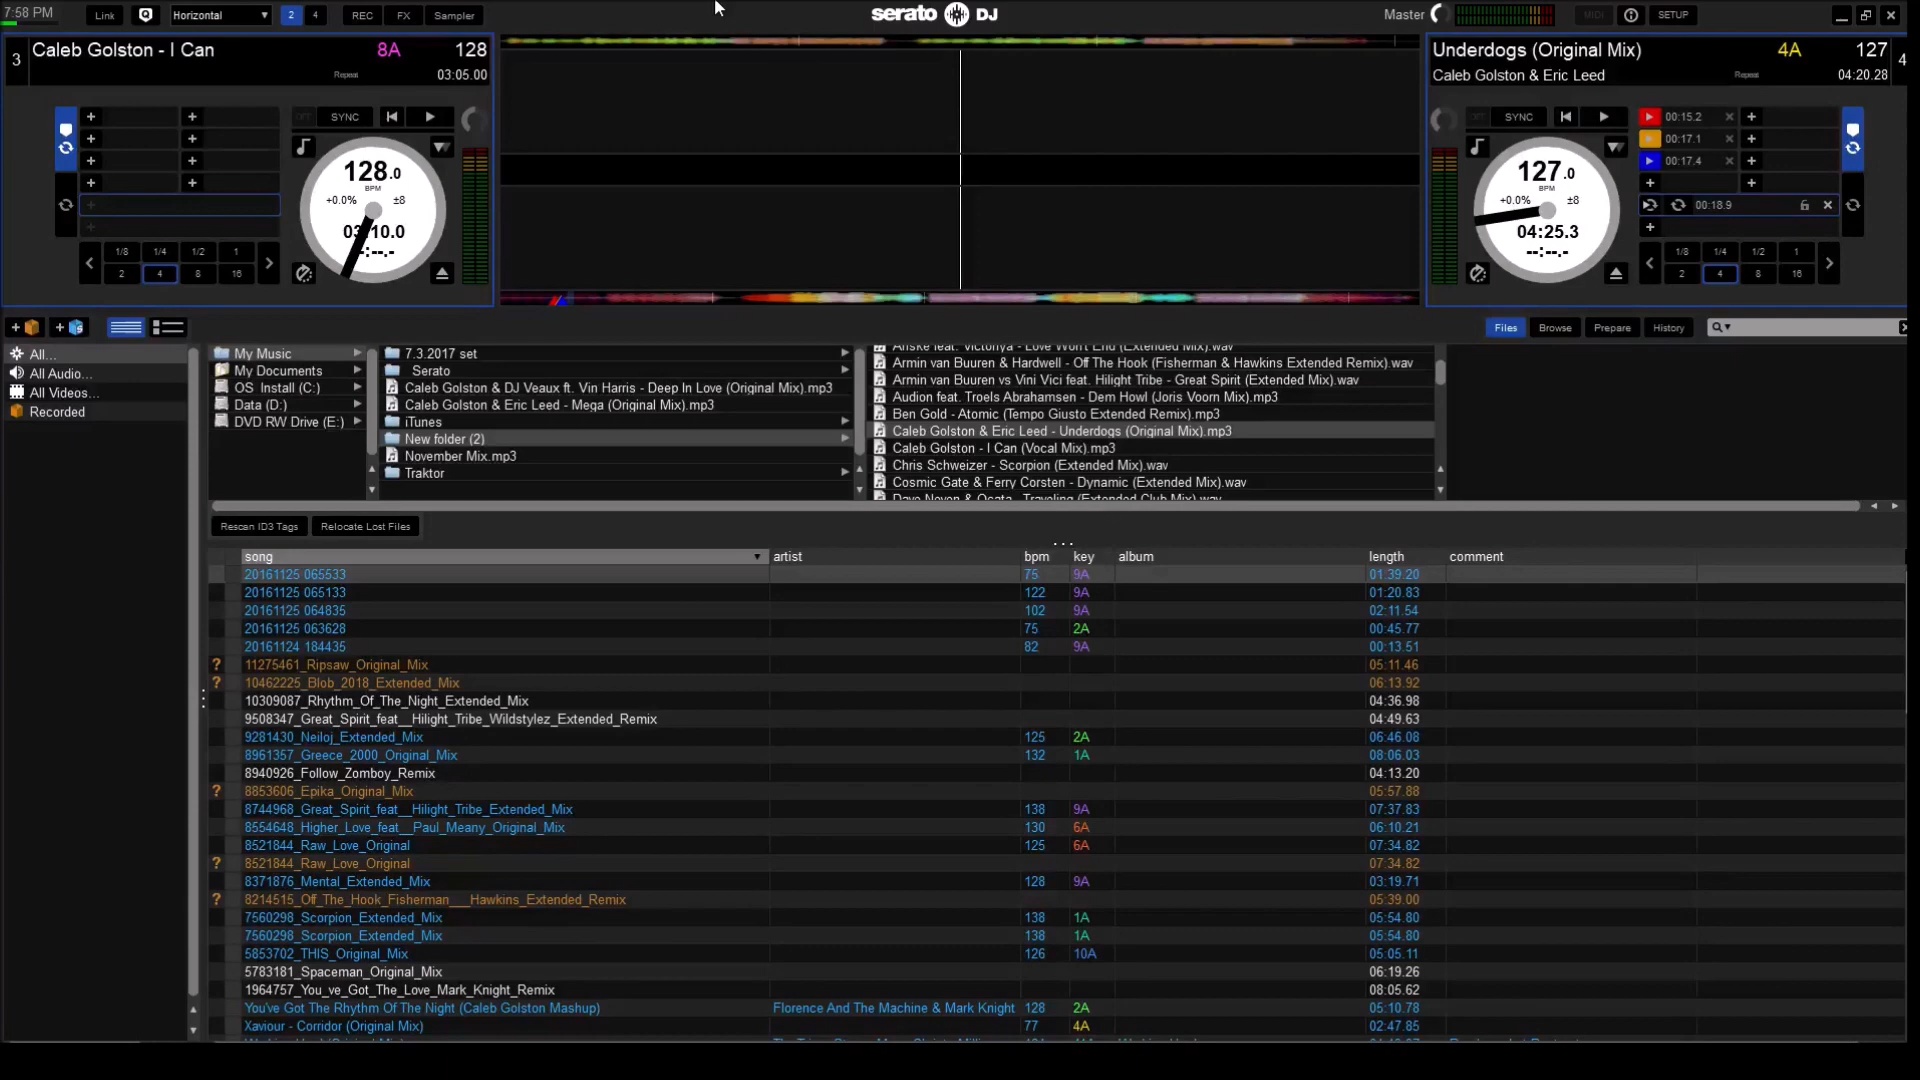 7:58 PM
Link
Horizontal
2
4
REC
FX
Sampler
serato DJ
Master
MIDI
SETUP
3
Caleb Golston - I Can
8A
128
Repeat
03:05.00
Underdogs (Original Mix)
4A
127
4
Caleb Golston & Eric Leed
Repeat
04:20.28
SYNC
128.0
BPM
+0.0%
±8
03:10.0
--:--.-
1/8
1/4
1/2
1
2
4
8
16
SYNC
127.0
BPM
+0.0%
±8
04:25.3
--:--.-
00:15.2
00:17.1
00:17.4
00:18.9
1/8
1/4
1/2
1
2
4
8
16
Files
Browse
Prepare
History
All...
All Audio...
All Videos...
Recorded
My Music
My Documents
OS Install (C:)
Data (D:)
DVD RW Drive (E:)
7.3.2017 set
_Serato_
Caleb Golston & DJ Veaux ft. Vin Harris - Deep In Love (Original Mix).mp3
Caleb Golston & Eric Leed - Mega (Original Mix).mp3
iTunes
New folder (2)
November Mix.mp3
Traktor
Armin van Buuren & Hardwell - Off The Hook (Fisherman & Hawkins Extended Remix).wav
Armin van Buuren vs Vini Vici feat. Hilight Tribe - Great Spirit (Extended Mix).wav
Audion feat. Troels Abrahamsen - Dem Howl (Joris Voorn Mix).mp3
Ben Gold - Atomic (Tempo Giusto Extended Remix).mp3
Caleb Golston & Eric Leed - Underdogs (Original Mix).mp3
Caleb Golston - I Can (Vocal Mix).mp3
Chris Schweizer - Scorpion (Extended Mix).wav
Cosmic Gate & Ferry Corsten - Dynamic (Extended Mix).wav
Rescan ID3 Tags
Relocate Lost Files
song artist bpm key album length comment
20161125 065533 75 9A 01:39.20
20161125 065133 122 9A 01:20.83
20161125 064835 102 9A 02:11.54
20161125 063628 75 2A 00:45.77
20161124 184435 82 9A 00:13.51
? 11275461_Ripsaw_Original_Mix 05:11.46
? 10462225_Blob_2018_Extended_Mix 06:13.92
10309087_Rhythm_Of_The_Night_Extended_Mix 04:36.98
9508347_Great_Spirit_feat__Hilight_Tribe_Wildstylez_Extended_Remix 04:49.63
9281430_Neiloj_Extended_Mix 125 2A 06:46.08
8961357_Greece_2000_Original_Mix 132 1A 08:06.03
8940926_Follow_Zomboy_Remix 04:13.20
? 8853606_Epika_Original_Mix 05:57.88
8744968_Great_Spirit_feat__Hilight_Tribe_Extended_Mix 138 9A 07:37.83
8554648_Higher_Love_feat__Paul_Meany_Original_Mix 130 6A 06:10.21
8521844_Raw_Love_Original 125 6A 07:34.82
? 8521844_Raw_Love_Original 07:34.82
8371876_Mental_Extended_Mix 128 9A 03:19.71
? 8214515_Off_The_Hook_Fisherman___Hawkins_Extended_Remix 05:39.00
7560298_Scorpion_Extended_Mix 138 1A 05:54.80
7560298_Scorpion_Extended_Mix 138 1A 05:54.80
5853702_THIS_Original_Mix 126 10A 05:05.11
5783181_Spaceman_Original_Mix 06:19.26
1964757_You_ve_Got_The_Love_Mark_Knight_Remix 08:05.62
You've Got The Rhythm Of The Night (Caleb Golston Mashup) Florence And The Machine & Mark Knight 128 2A 05:10.78
Xaviour - Corridor (Original Mix) 77 4A 02:47.85